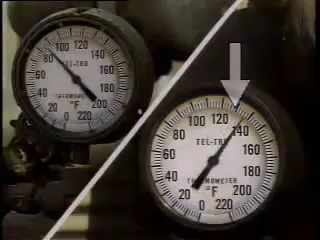 100 120
80 140
60 TEL-TRU 160
40 THERMOMETER 180
20 °F 200
0 220
100 120 140
80 160
60 TEL-TRU 180
40 THERMOMETER 200
20 °F 220
0